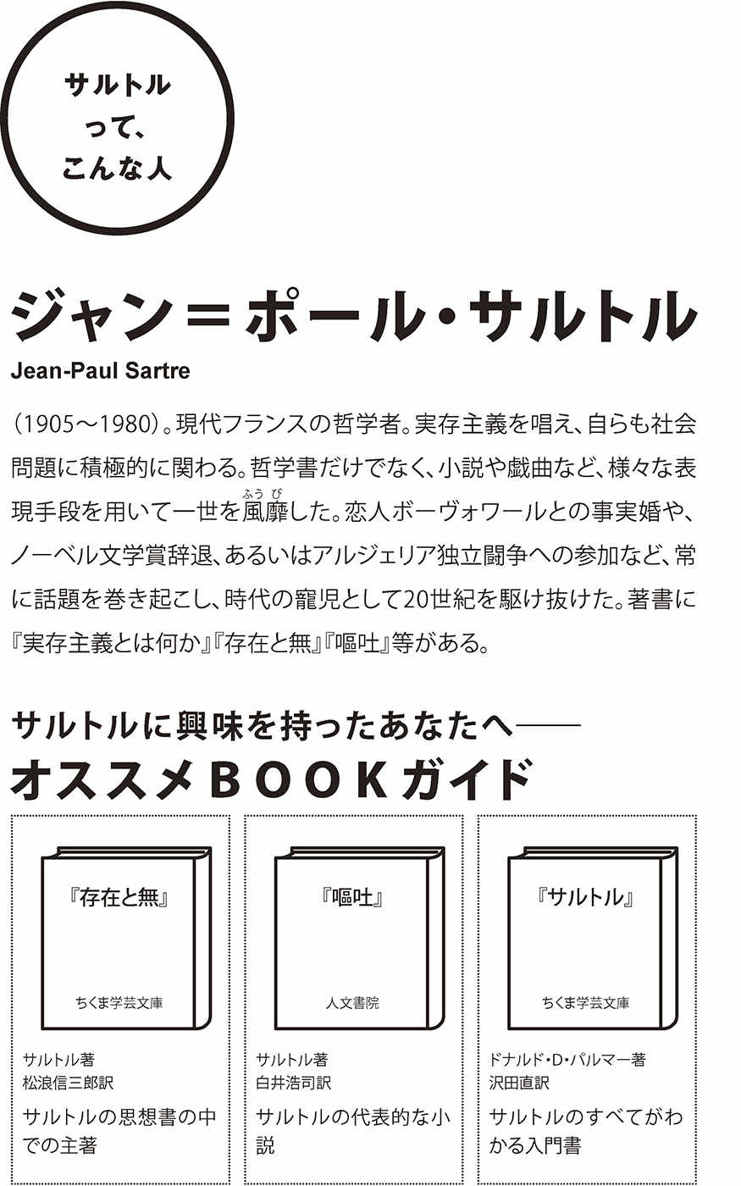 サルトル
って、
こんな人
ジャン＝ポール・サルトル
Jean-Paul Sartre
（1905〜1980）。現代フランスの哲学者。実存主義を唱え、自らも社会
問題に積極的に関わる。哲学書だけでなく、小説や戯曲など、様々な表
ふうび
現手段を用いて一世を風靡した。恋人ボーヴォワールとの事実婚や、
ノーベル文学賞辞退、あるいはアルジェリア独立闘争への参加など、常
に話題を巻き起こし、時代の寵児として20世紀を駆け抜けた。著書に
『実存主義とは何か』『存在と無』『嘔吐』等がある。
サルトルに興味を持ったあなたへ――
オススメBOOKガイド
『存在と無』
ちくま学芸文庫
サルトル著
松浪信三郎訳
サルトルの思想書の中
での主著
『嘔吐』
人文書院
サルトル著
白井浩司訳
サルトルの代表的な小
説
『サルトル』
ちくま学芸文庫
ドナルド・D・パルマー著
沢田直訳
サルトルのすべてがわ
かる入門書